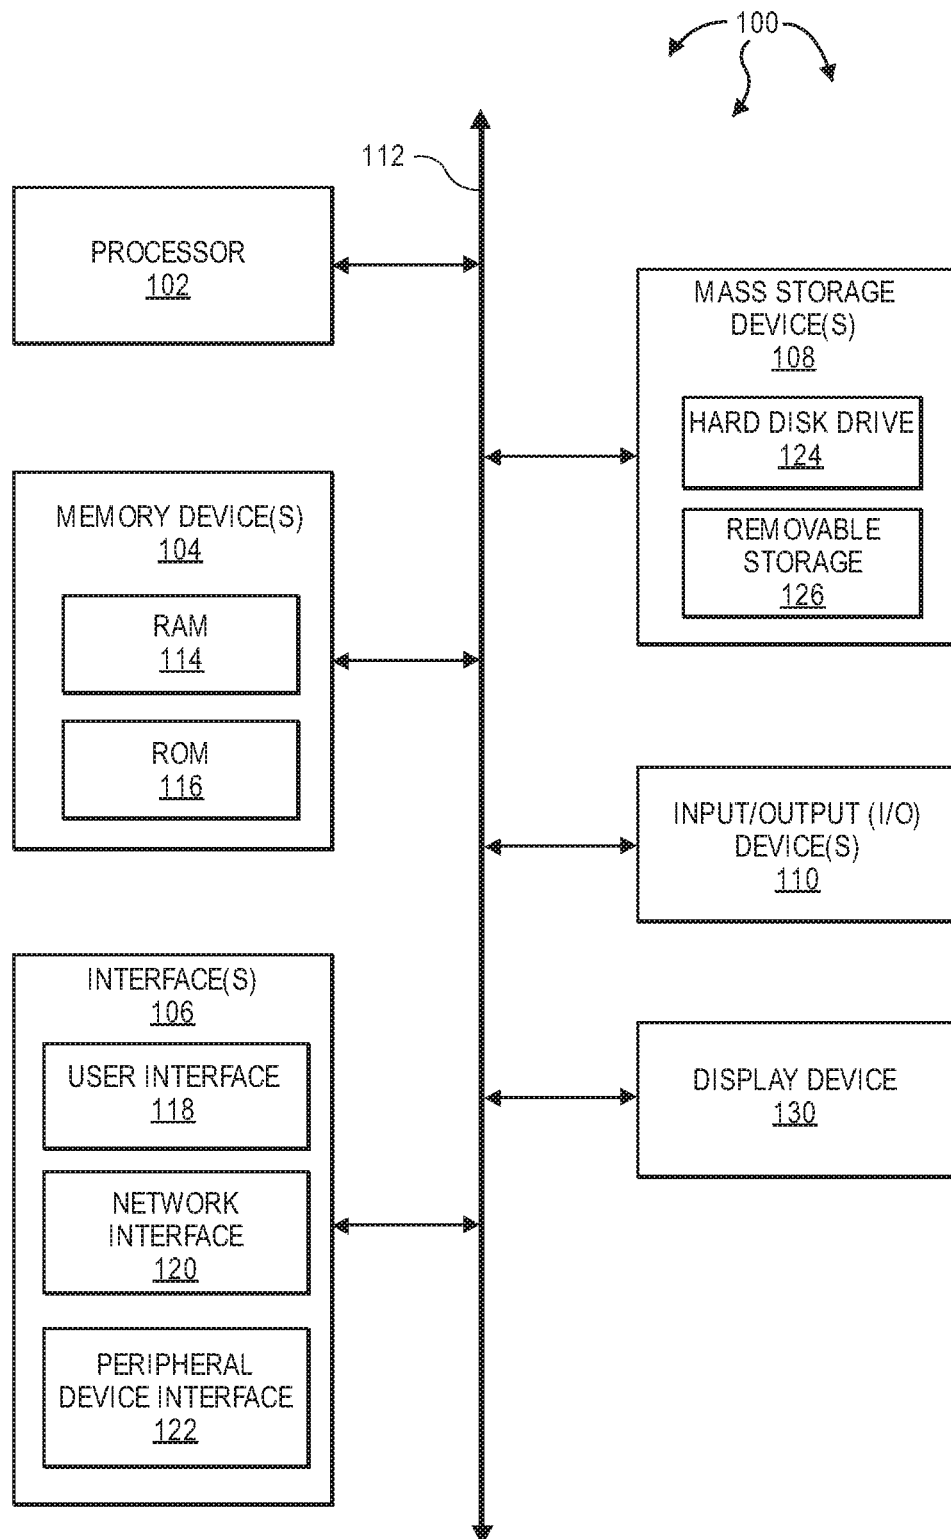 100
112
PROCESSOR
102
MEMORY DEVICE(S)
104
RAM
114
ROM
116
INTERFACE(S)
106
USER INTERFACE
118
NETWORK
INTERFACE
120
PERIPHERAL
DEVICE INTERFACE
122
MASS STORAGE
DEVICE(S)
108
HARD DISK DRIVE
124
REMOVABLE
STORAGE
126
INPUT/OUTPUT (I/O)
DEVICE(S)
110
DISPLAY DEVICE
130